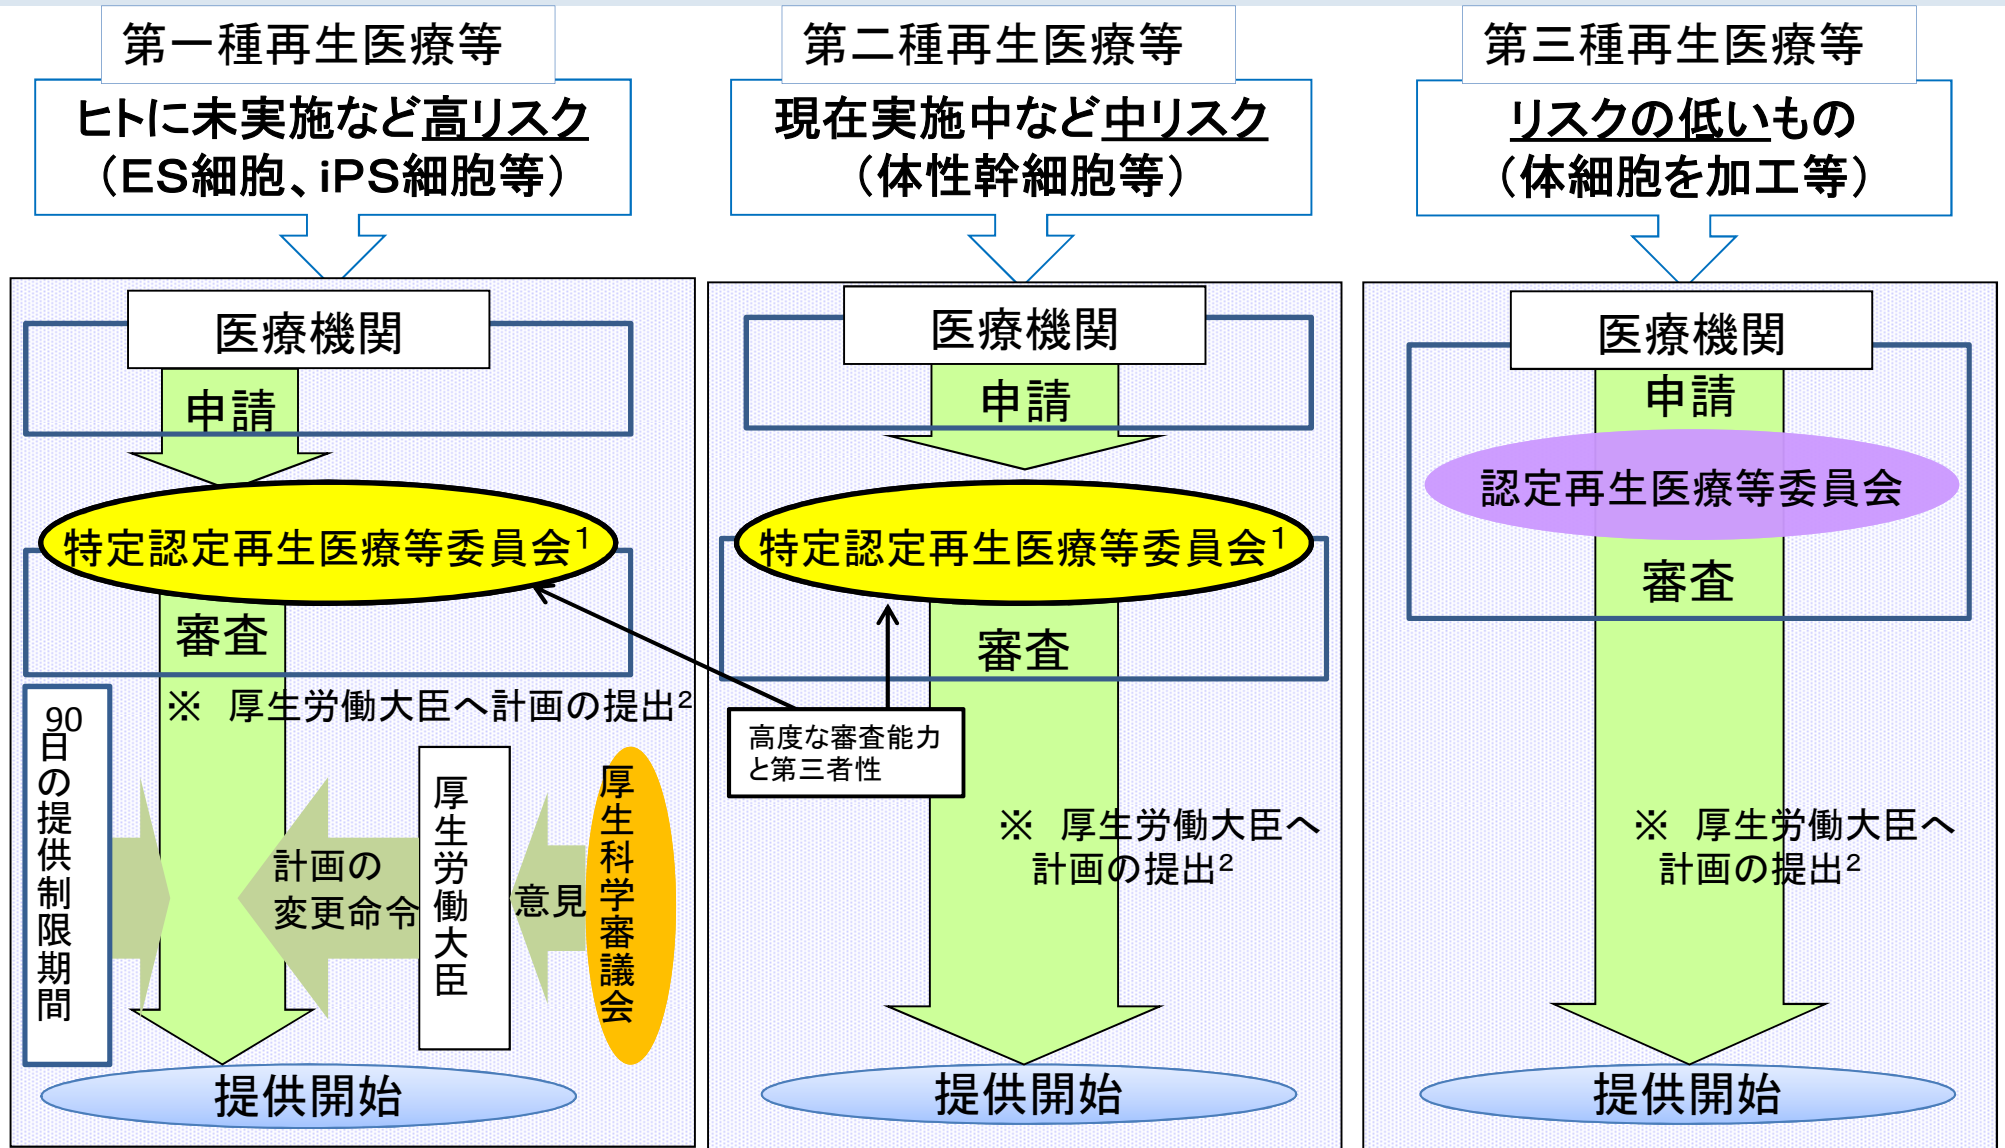 第一種再生医療等
ヒトに未実施など高リスク
（ES細胞、iPS細胞等）
医療機関
申請
特定認定再生医療等委員会1
審査
※ 厚生労働大臣へ計画の提出2
90日の提供制限期間
計画の
変更命令
厚生労働大臣
意見
厚生科学審議会
提供開始
第二種再生医療等
現在実施中など中リスク
（体性幹細胞等）
医療機関
申請
特定認定再生医療等委員会1
審査
高度な審査能力
と第三者性
※ 厚生労働大臣へ
計画の提出2
提供開始
第三種再生医療等
リスクの低いもの
（体細胞を加工等）
医療機関
申請
認定再生医療等委員会
審査
※ 厚生労働大臣へ
計画の提出2
提供開始